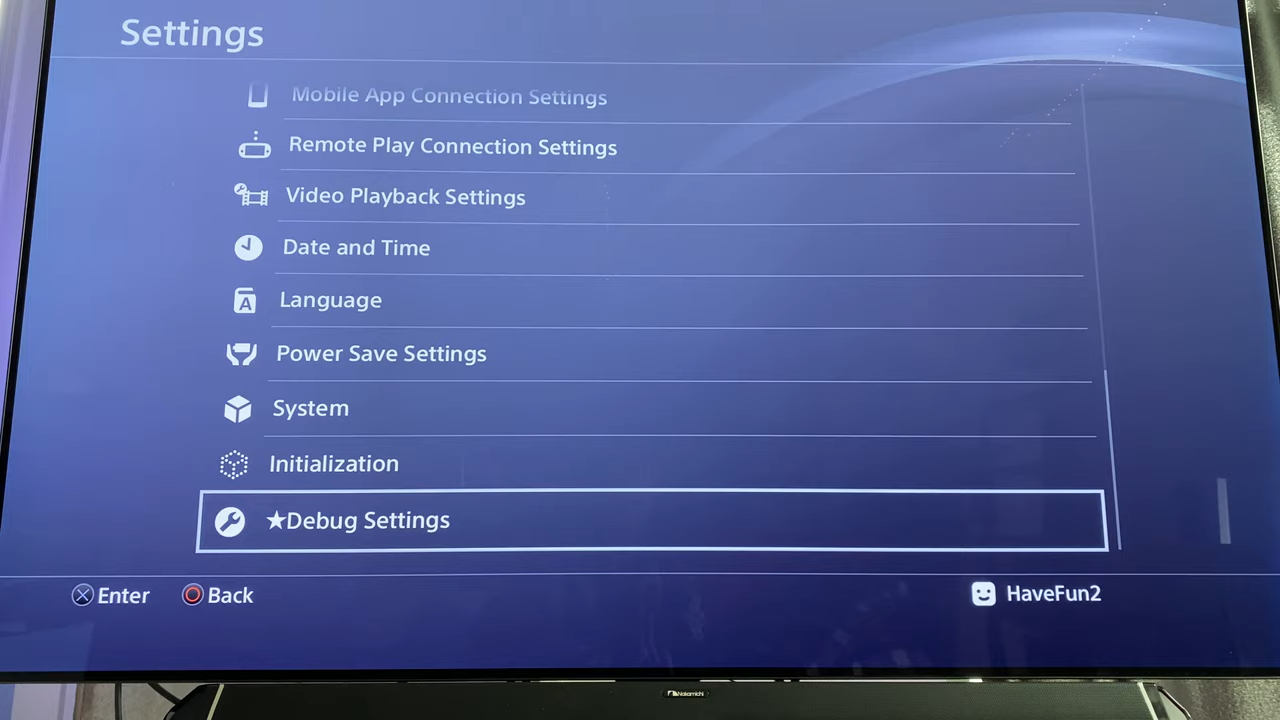 Settings
Mobile App Connection Settings
Remote Play Connection Settings
Video Playback Settings
Date and Time
Language
Power Save Settings
System
Initialization
★Debug Settings
Enter Back HaveFun2
Nakamichi